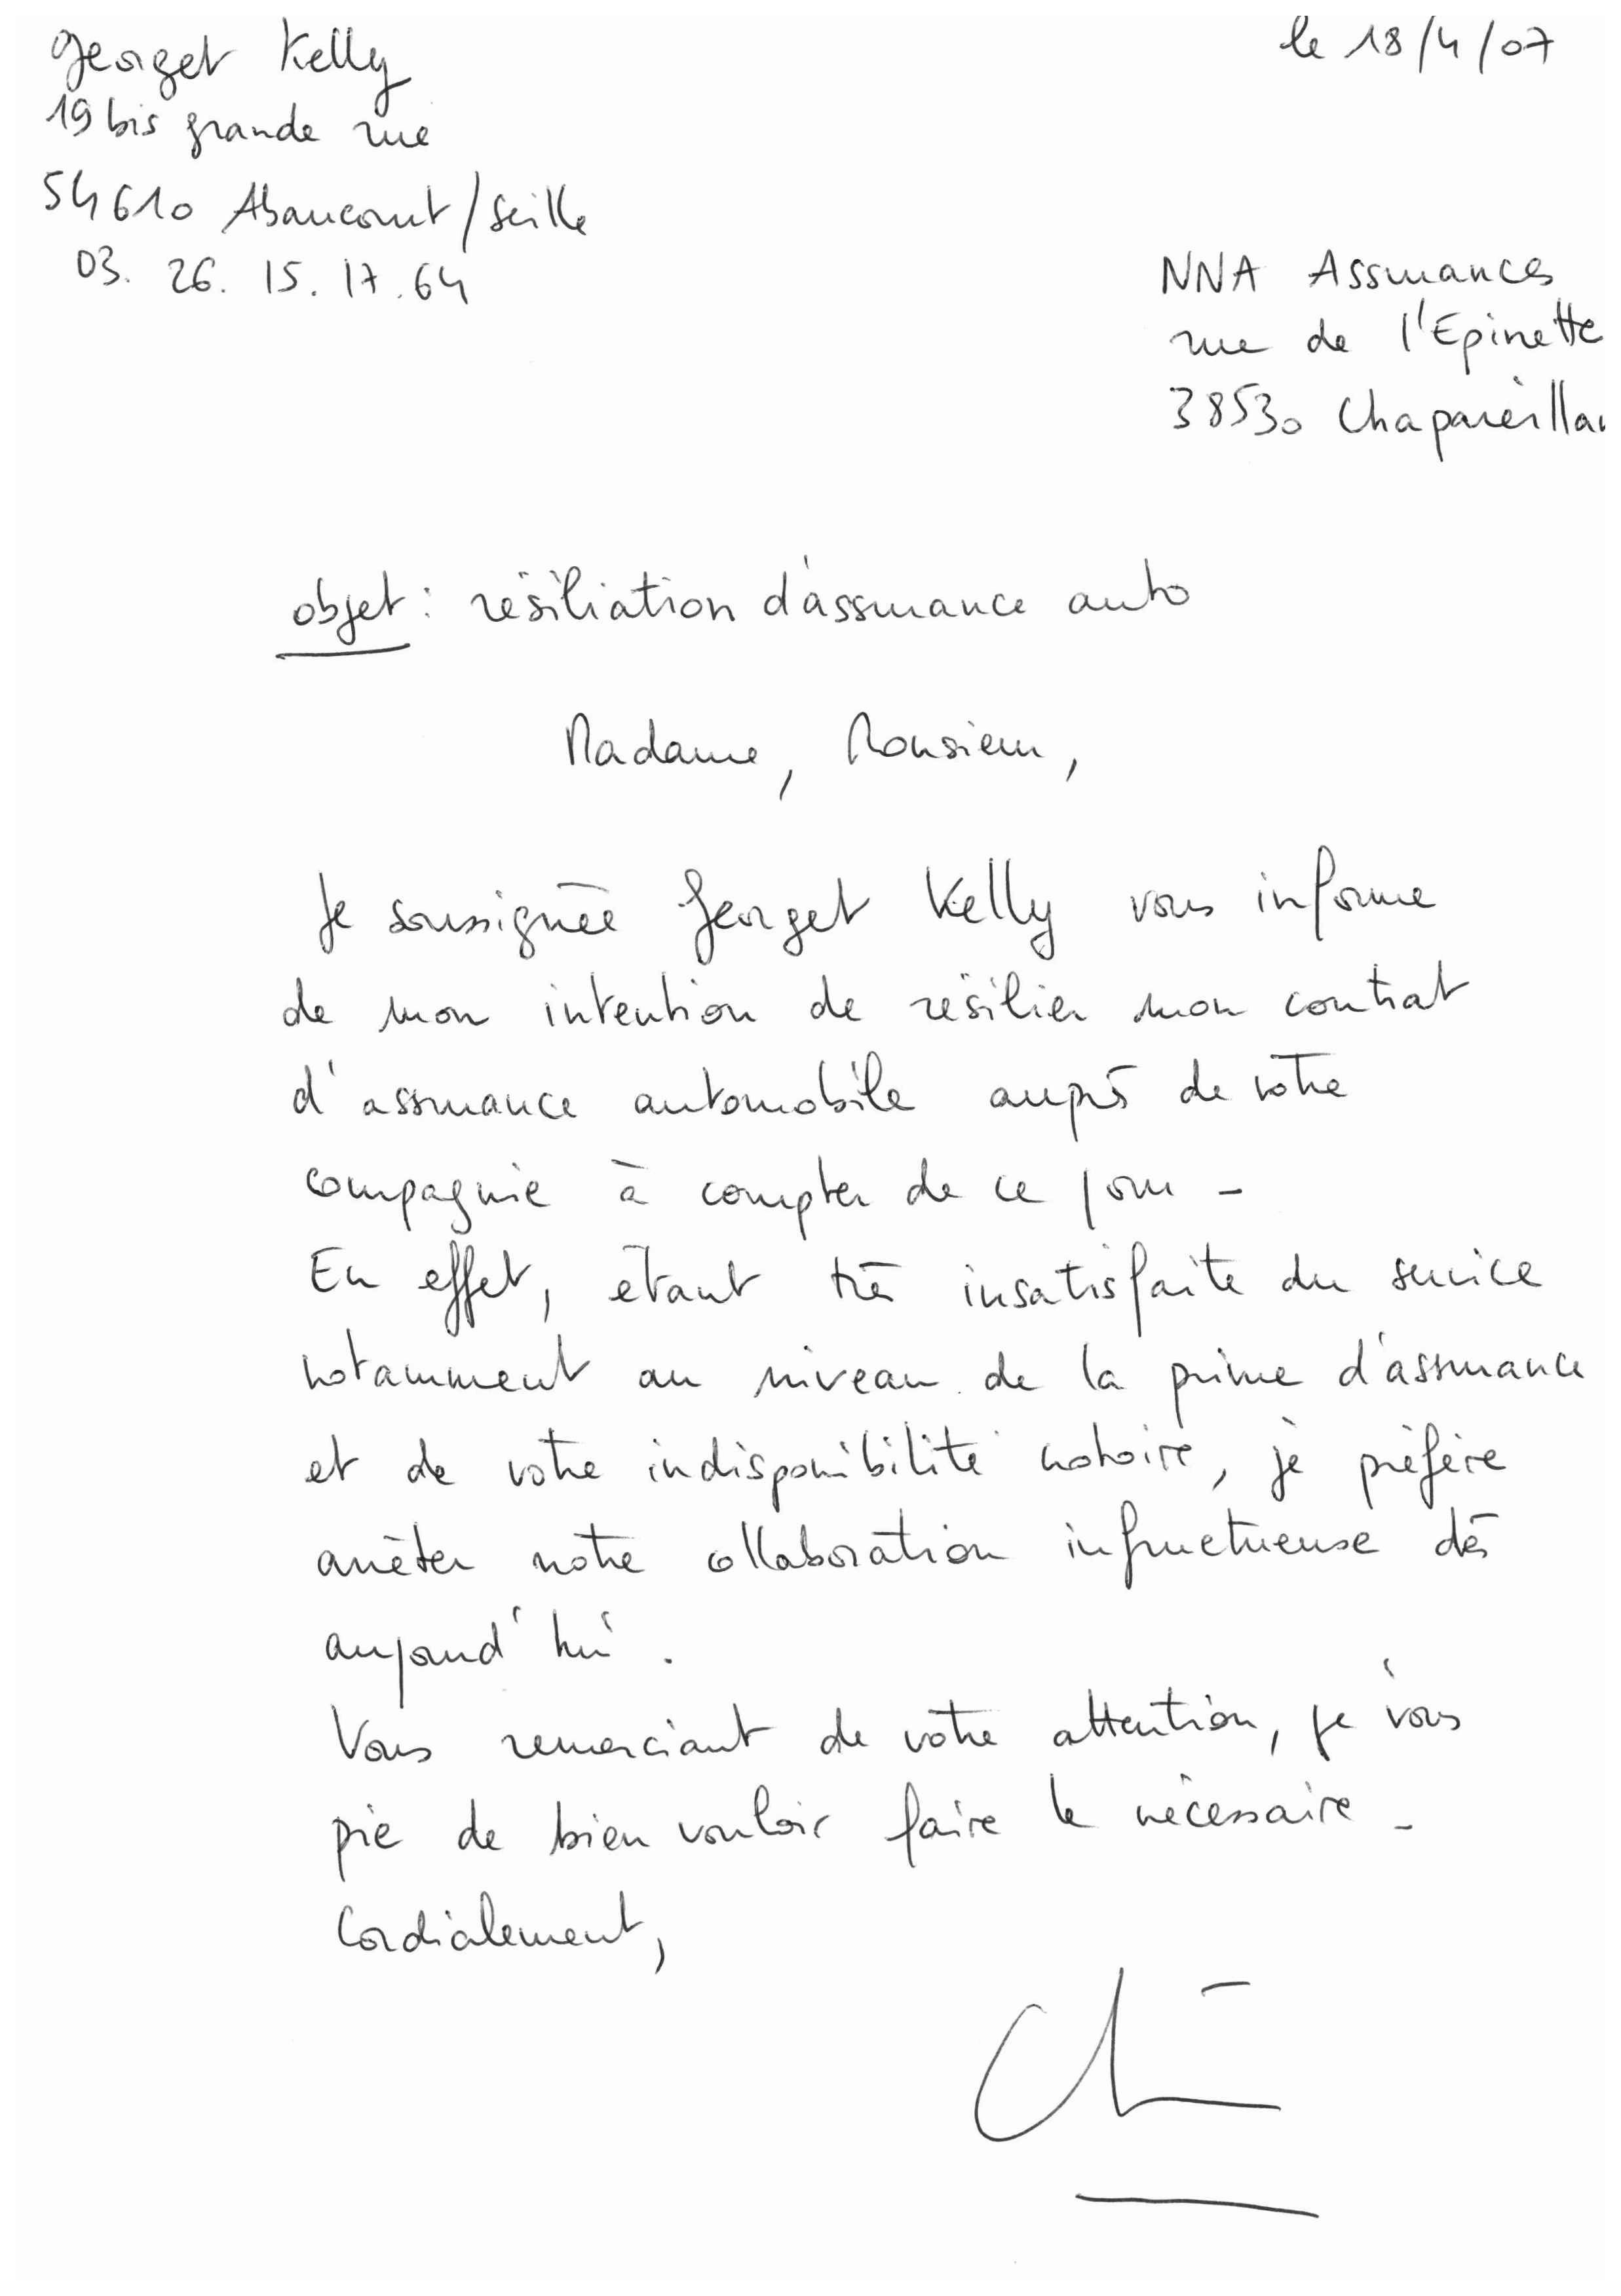 Georget Kelly
le 18/4/07
19 bis grande rue
54610 Abaucourt/Seille
03. 26. 15. 17. 64
NNA Assurances
rue de l'Epinette
38530 Chapareillan
objet : résiliation d'assurance auto
Madame, Monsieur,
Je soussignée Georget Kelly vous informe
de mon intention de résilier mon contrat
d'assurance automobile auprès de votre
compagnie à compter de ce jour -
En effet, étant très insatisfaite du service
notamment au niveau de la prime d'assurance
et de votre indisponibilité notoire, je préfère
arrêter notre collaboration infructueuse dès
aujourd'hui.
Vous remerciant de votre attention, je vous
prie de bien vouloir faire le nécessaire -
Cordialement,